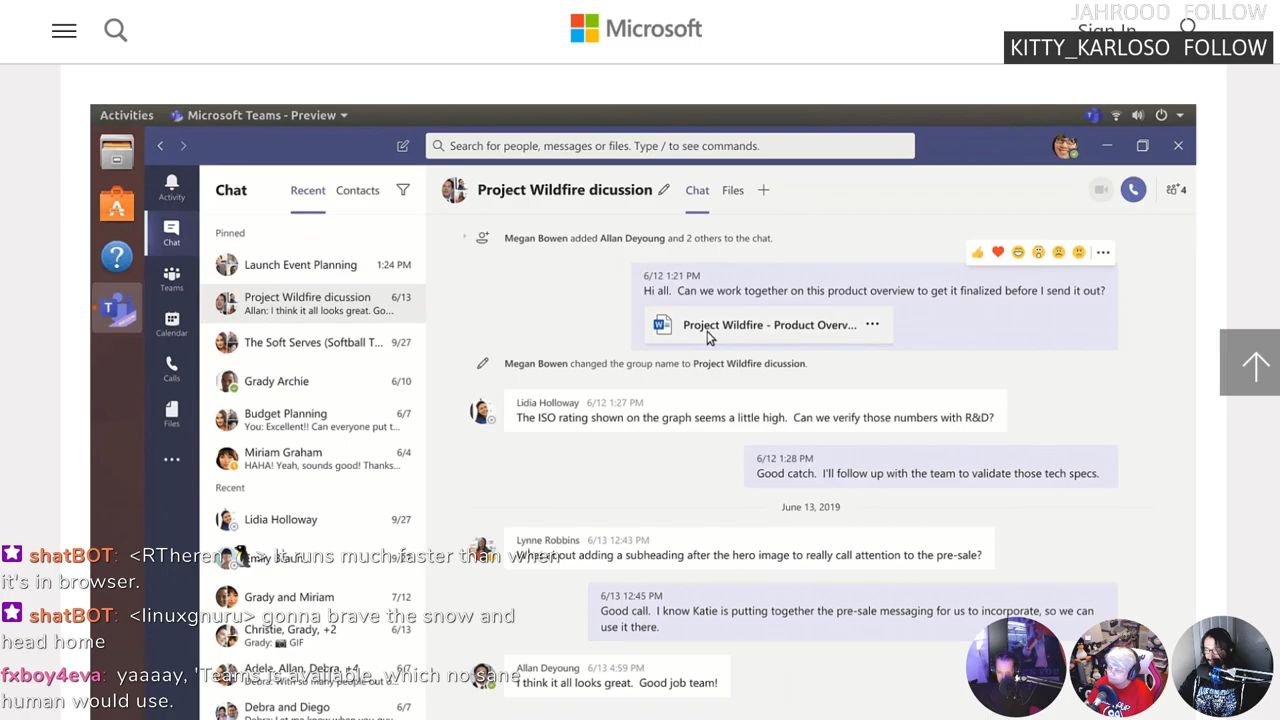 Microsoft
Sign In
JAHROOD FOLLOW
KITTY_KARLOSO FOLLOW
Activities Microsoft Teams - Preview
Search for people, messages or files. Type / to see commands.
Activity
Chat
Teams
Calendar
Calls
Files
Chat Recent Contacts
Pinned
Launch Event Planning 1:24 PM
Project Wildfire dicussion 6/13
Allan: I think it all looks great. Go...
The Soft Serves (Softball T... 9/27
Grady Archie 6/10
Budget Planning 6/7
You: Excellent!! Can everyone put t...
Miriam Graham 6/4
HAHA! Yeah, sounds good! Thanks...
Recent
Lidia Holloway 9/27
Grady and Miriam 7/12
Christie, Grady, +2 6/13
Grady: GIF
Adele, Allan, Debra, +4 6/7
Debra and Diego 6/7
Project Wildfire dicussion Chat Files +
4
Megan Bowen added Allan Deyoung and 2 others to the chat.
6/12 1:21 PM
Hi all. Can we work together on this product overview to get it finalized before I send it out?
Project Wildfire - Product Overv...
Megan Bowen changed the group name to Project Wildfire dicussion.
Lidia Holloway 6/12 1:27 PM
The ISO rating shown on the graph seems a little high. Can we verify those numbers with R&D?
6/12 1:28 PM
Good catch. I'll follow up with the team to validate those tech specs.
June 13, 2019
Lynne Robbins 6/13 12:43 PM
out adding a subheading after the hero image to really call attention to the pre-sale?
6/13 12:45 PM
Good call. I know Katie is putting together the pre-sale messaging for us to incorporate, so we can
use it there.
Allan Deyoung 6/13 4:59 PM
I think it all looks great. Good job team!
shatBOT: > It runs much faster than when
it's in browser.
shatBOT: <linuxgnuru> gonna brave the snow and
head home
fxboy4eva: yaaaay, 'Teams is available, which no sane
human would use.